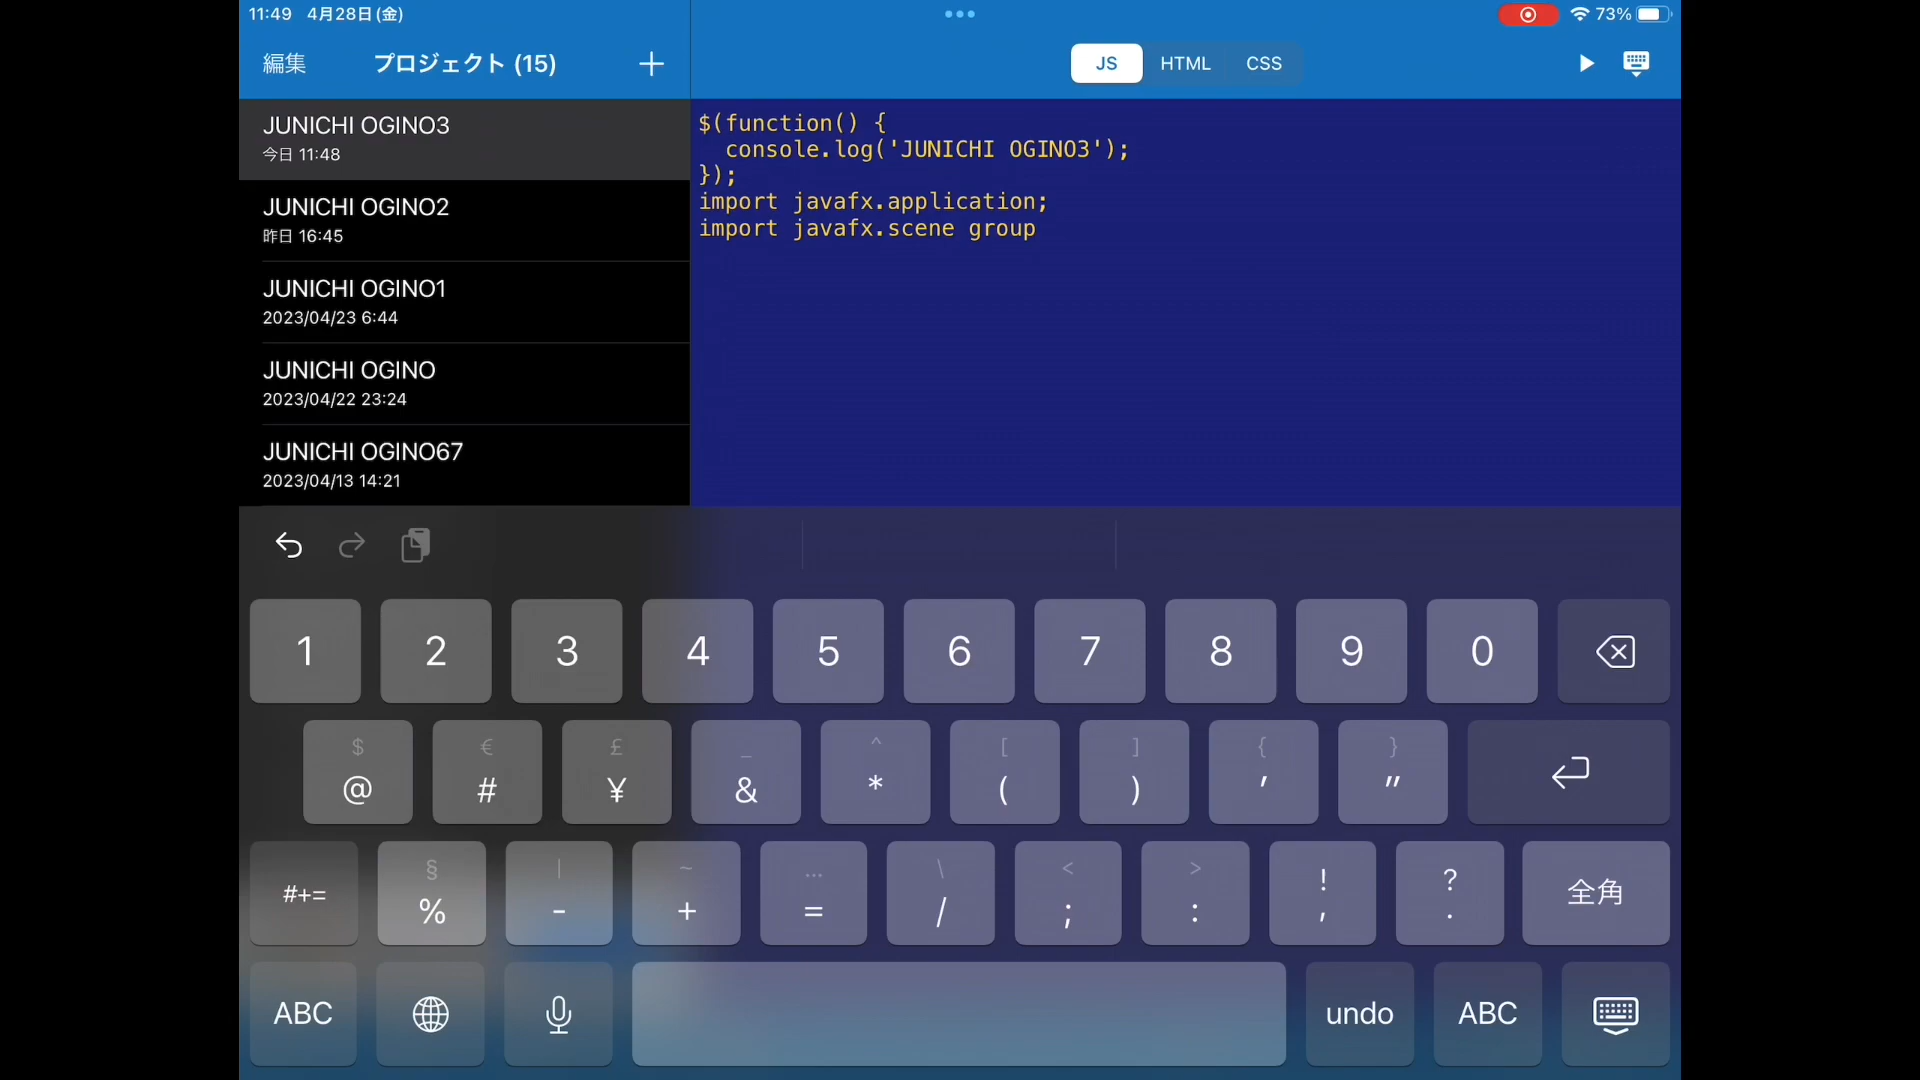 11:49 4月28日(金)
73%
編集 プロジェクト (15) +
JS HTML CSS
JUNICHI OGINO3
今日 11:48
JUNICHI OGINO2
昨日 16:45
JUNICHI OGINO1
2023/04/23 6:44
JUNICHI OGINO
2023/04/22 23:24
JUNICHI OGINO67
2023/04/13 14:21
$(function() {
  console.log('JUNICHI OGINO3');
});
import javafx.application;
import javafx.scene group
1 2 3 4 5 6 7 8 9 0
$ € £ _ ^ [ ] { }
@ # ¥ & * ( ) ' "
§ | ~ … \ < > ! ?
#+= % - + = / ; : , . 全角
ABC undo ABC